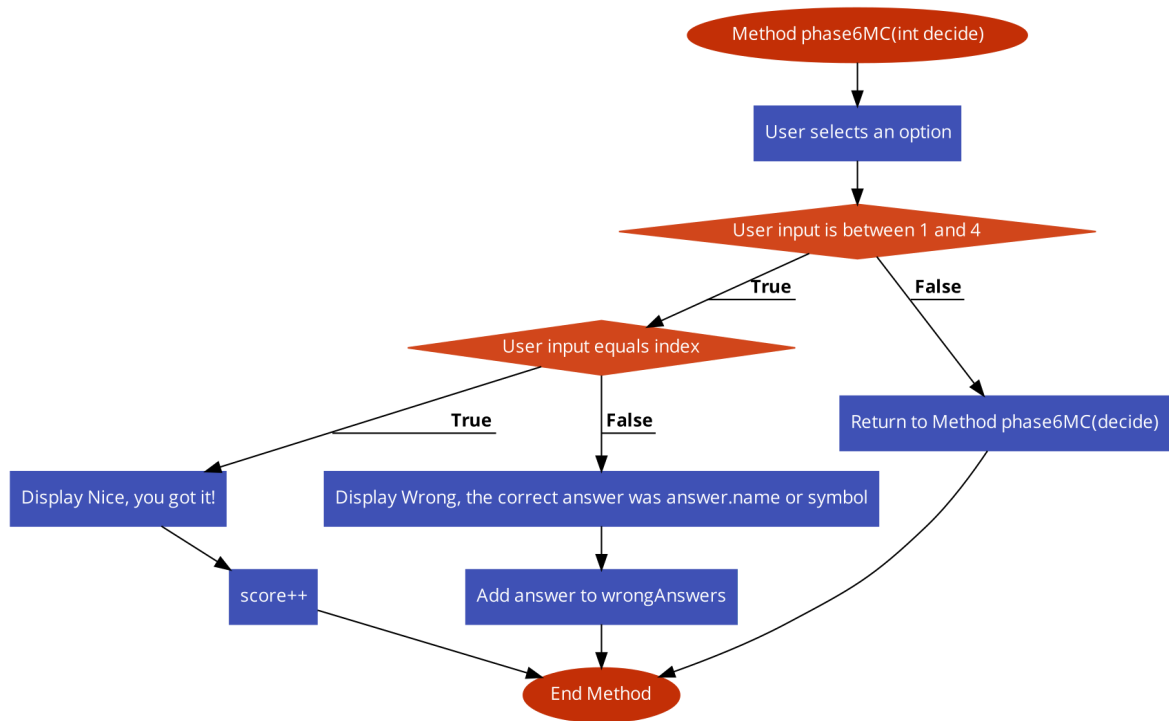 Method phase6MC(int decide)
User selects an option
User input is between 1 and 4
True
False
User input equals index
True
False
Return to Method phase6MC(decide)
Display Nice, you got it!
Display Wrong, the correct answer was answer.name or symbol
score++
Add answer to wrongAnswers
End Method